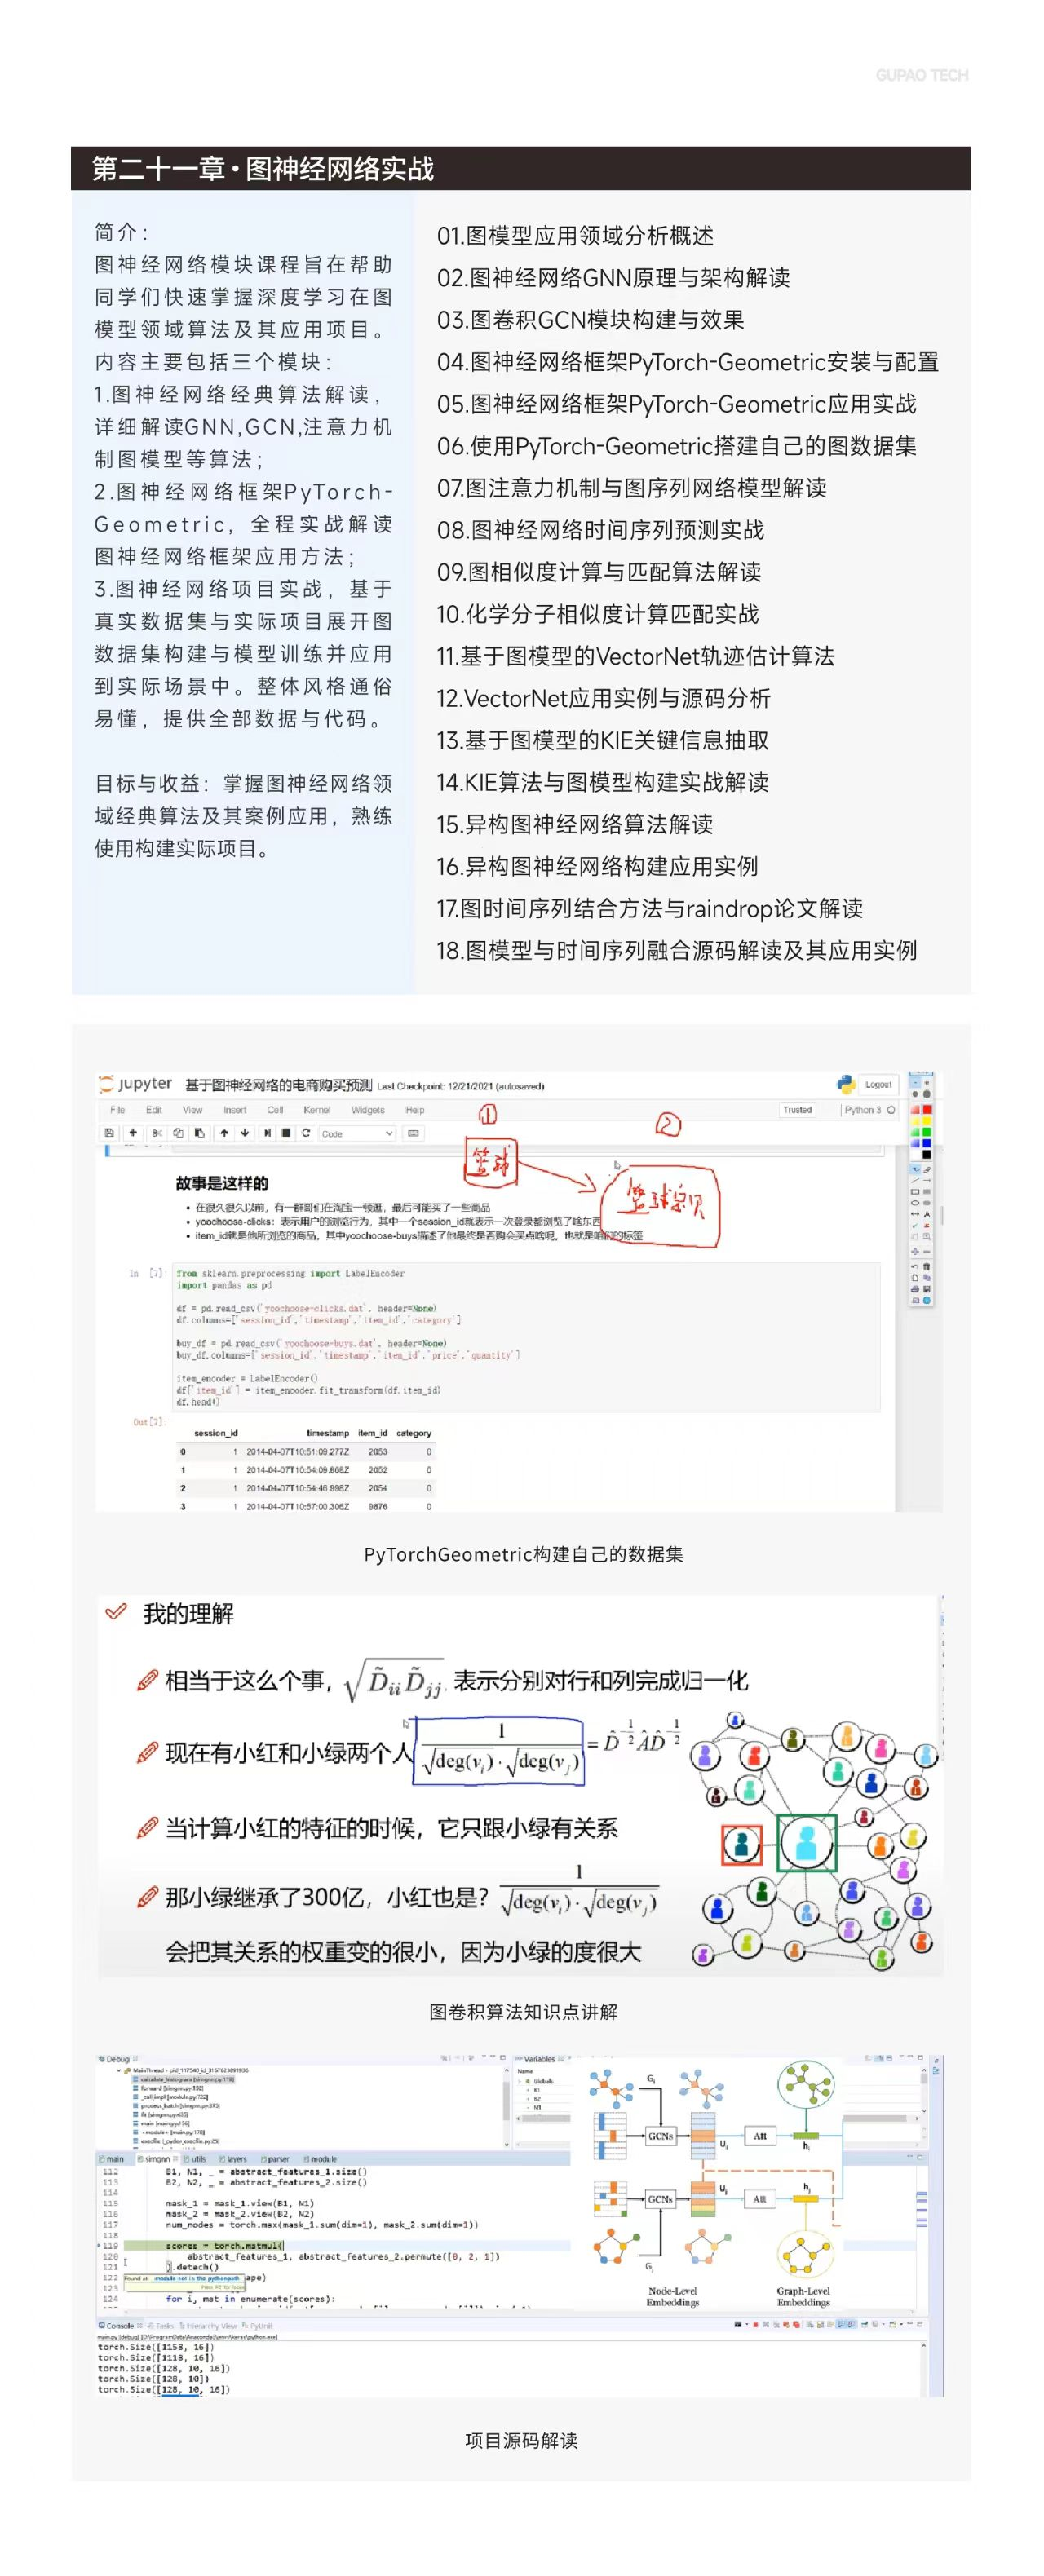 GUPAO TECH
第二十一章·图神经网络实战
简介：
图神经网络模块课程旨在帮助
同学们快速掌握深度学习在图
模型领域算法及其应用项目。
内容主要包括三个模块：
1.图神经网络经典算法解读，
详细解读GNN,GCN,注意力机
制图模型等算法；
2.图神经网络框架PyTorch-
Geometric，全程实战解读
图神经网络框架应用方法；
3.图神经网络项目实战，基于
真实数据集与实际项目展开图
数据集构建与模型训练并应用
到实际场景中。整体风格通俗
易懂，提供全部数据与代码。
目标与收益：掌握图神经网络领
域经典算法及其案例应用，熟练
使用构建实际项目。
01.图模型应用领域分析概述
02.图神经网络GNN原理与架构解读
03.图卷积GCN模块构建与效果
04.图神经网络框架PyTorch-Geometric安装与配置
05.图神经网络框架PyTorch-Geometric应用实战
06.使用PyTorch-Geometric搭建自己的图数据集
07.图注意力机制与图序列网络模型解读
08.图神经网络时间序列预测实战
09.图相似度计算与匹配算法解读
10.化学分子相似度计算匹配实战
11.基于图模型的VectorNet轨迹估计算法
12.VectorNet应用实例与源码分析
13.基于图模型的KIE关键信息抽取
14.KIE算法与图模型构建实战解读
15.异构图神经网络算法解读
16.异构图神经网络构建应用实例
17.图时间序列结合方法与raindrop论文解读
18.图模型与时间序列融合源码解读及其应用实例
jupyter 基于图神经网络的电商购买预测 Last Checkpoint: 12/21/2021 (autosaved)
Logout
File Edit View Insert Cell Kernel Widgets Help
Trusted
Python 3
Code
① ②
篮球
故事是这样的
在很久很久以前，有一群哥们在淘宝一顿逛，最后可能买了一些商品
yoochoose-clicks：表示用户的浏览行为，其中一个session_id就表示一次登录都浏览了啥东西
item_id就是他所浏览的商品，其中yoochoose-buys描述了他最终是否购会买点啥呢，也就是咱们的标签
In [7]:
from sklearn.preprocessing import LabelEncoder
import pandas as pd
df = pd.read_csv('yoochoose-clicks.dat', header=None)
df.columns=['session_id','timestamp','item_id','category']
buy_df = pd.read_csv('yoochoose-buys.dat', header=None)
buy_df.columns=['session_id','timestamp','item_id','price','quantity']
item_encoder = LabelEncoder()
df['item_id'] = item_encoder.fit_transform(df.item_id)
df.head()
Out[7]:
session_id timestamp item_id category
0 1 2014-04-07T10:51:09.277Z 2053 0
1 1 2014-04-07T10:54:09.868Z 2052 0
2 1 2014-04-07T10:54:46.998Z 2054 0
3 1 2014-04-07T10:57:00.306Z 9876 0
PyTorchGeometric构建自己的数据集
我的理解
相当于这么个事，√D̃ii D̃jj 表示分别对行和列完成归一化
现在有小红和小绿两个人 1/(√deg(vi)·√deg(vj)) = D̂^-1/2 ÂD̂^-1/2
当计算小红的特征的时候，它只跟小绿有关系
那小绿继承了300亿，小红也是？ 1/(√deg(vi)·√deg(vj))
会把其关系的权重变的很小，因为小绿的度很大
图卷积算法知识点讲解
Debug
Variables
Name
Globals
B1
B2
N1
calculate_histogram [simgnn.py:119]
main simgnn utils layers parser module
112 B1, N1, _ = abstract_features_1.size()
113 B2, N2, _ = abstract_features_2.size()
114
115 mask_1 = mask_1.view(B1, N1)
116 mask_2 = mask_2.view(B2, N2)
117 num_nodes = torch.max(mask_1.sum(dim=1), mask_2.sum(dim=1))
118
119 scores = torch.matmul(
120 abstract_features_1, abstract_features_2.permute([0, 2, 1])
121 ).detach()
122
123
124 for i, mat in enumerate(scores):
Gi
GCNs
Ui
Att
hi
GCNs
Uj
Att
hj
Gj
Node-Level
Embeddings
Graph-Level
Embeddings
Console Tasks Hierarchy View PyUnit
torch.Size([1158, 16])
torch.Size([1118, 16])
torch.Size([128, 10, 16])
torch.Size([128, 10])
torch.Size([128, 10, 16])
项目源码解读